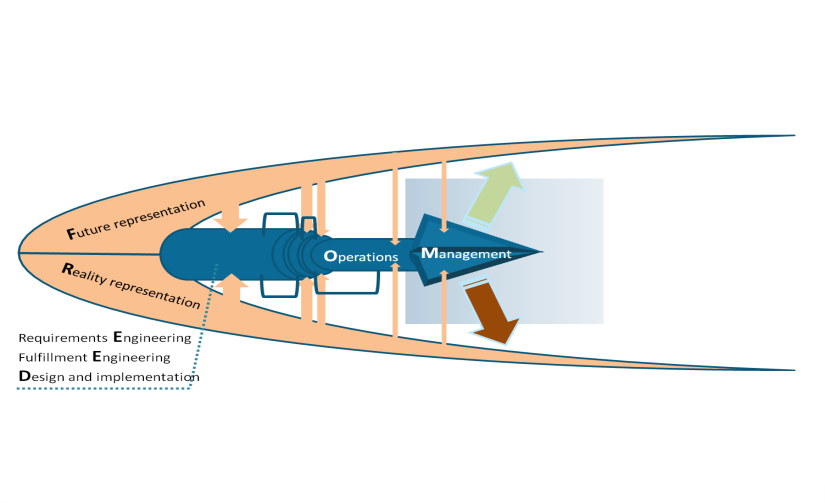 Future representation
Operations
Management
Reality representation
Requirements Engineering
Fulfillment Engineering
Design and implementation